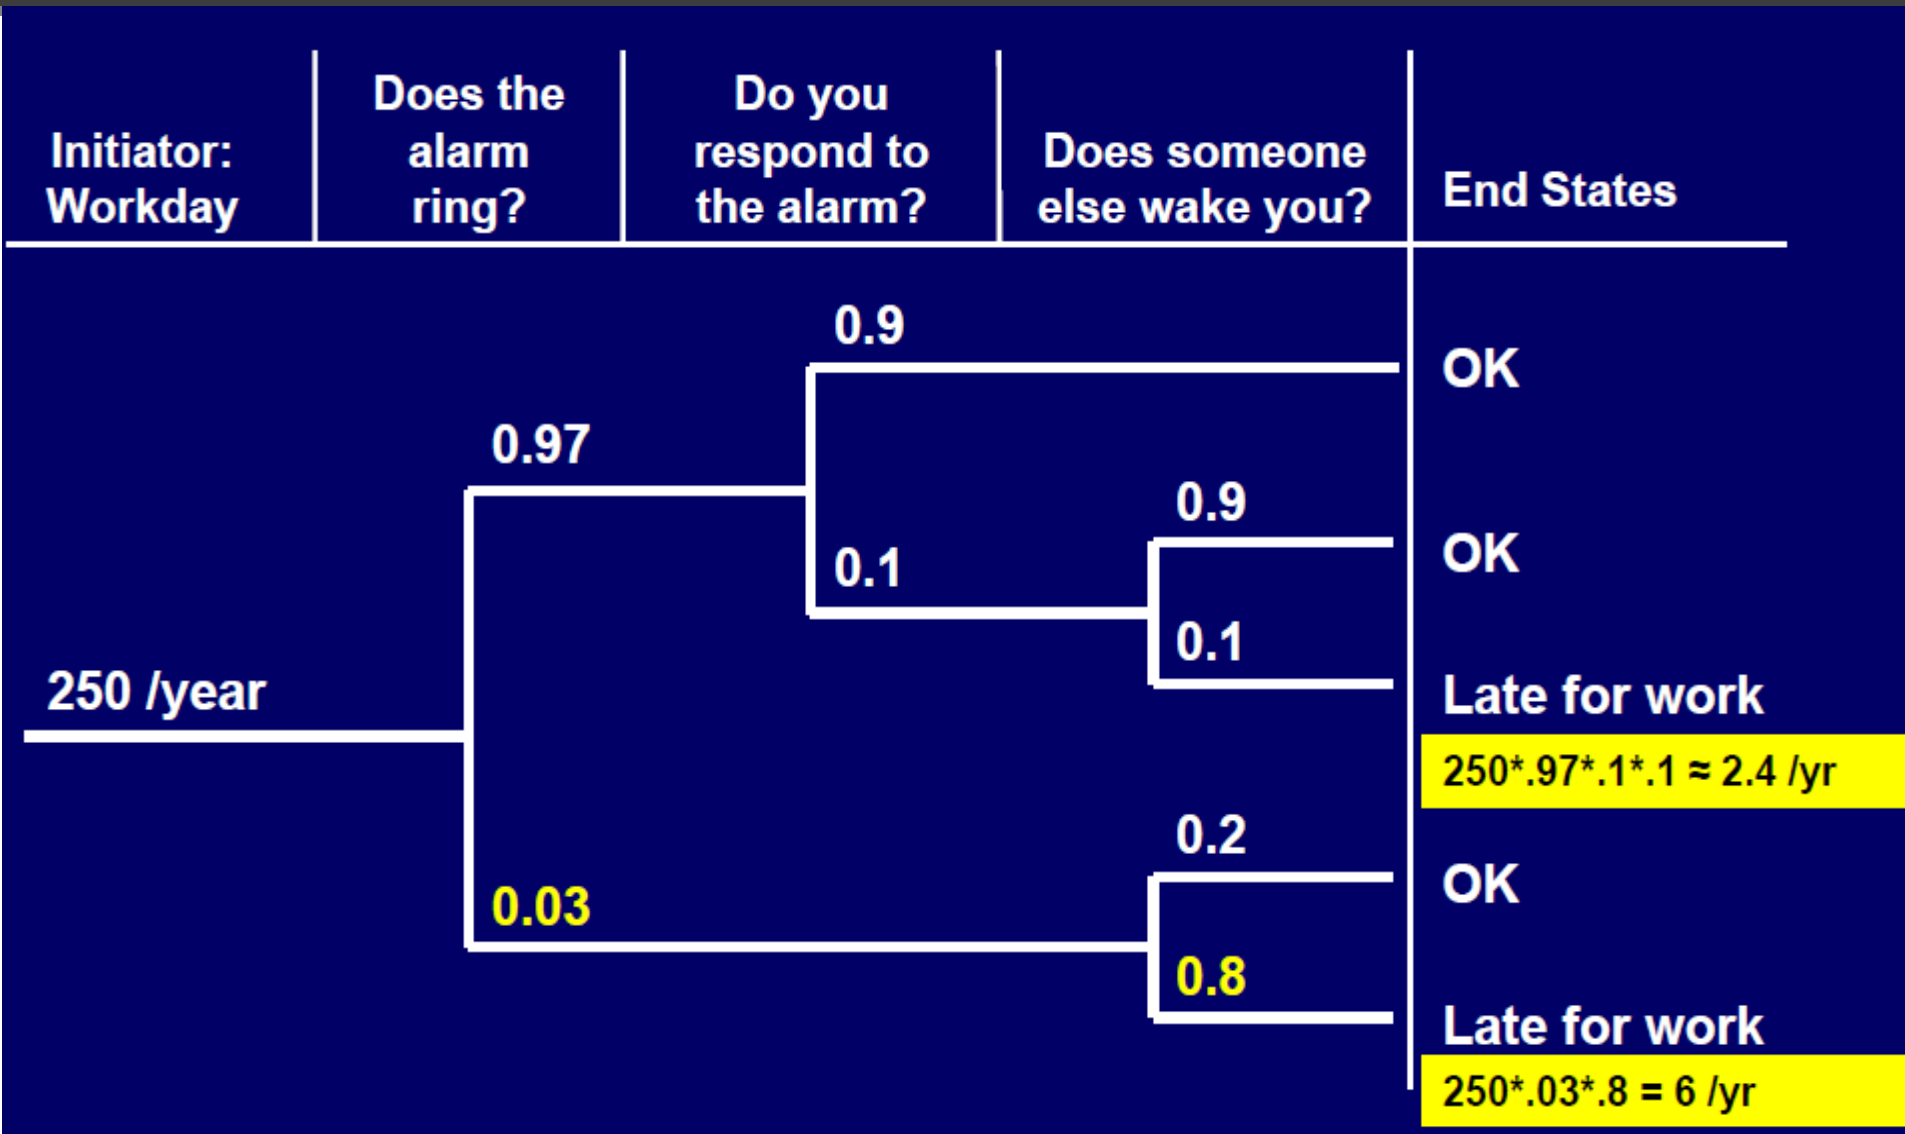 Initiator:
Workday
Does the
alarm
ring?
Do you
respond to
the alarm?
Does someone
else wake you?
End States
0.9
OK
0.97
0.9
OK
0.1
0.1
250 /year
Late for work
250*.97*.1*.1 ≈ 2.4 /yr
0.2
OK
0.03
0.8
Late for work
250*.03*.8 = 6 /yr